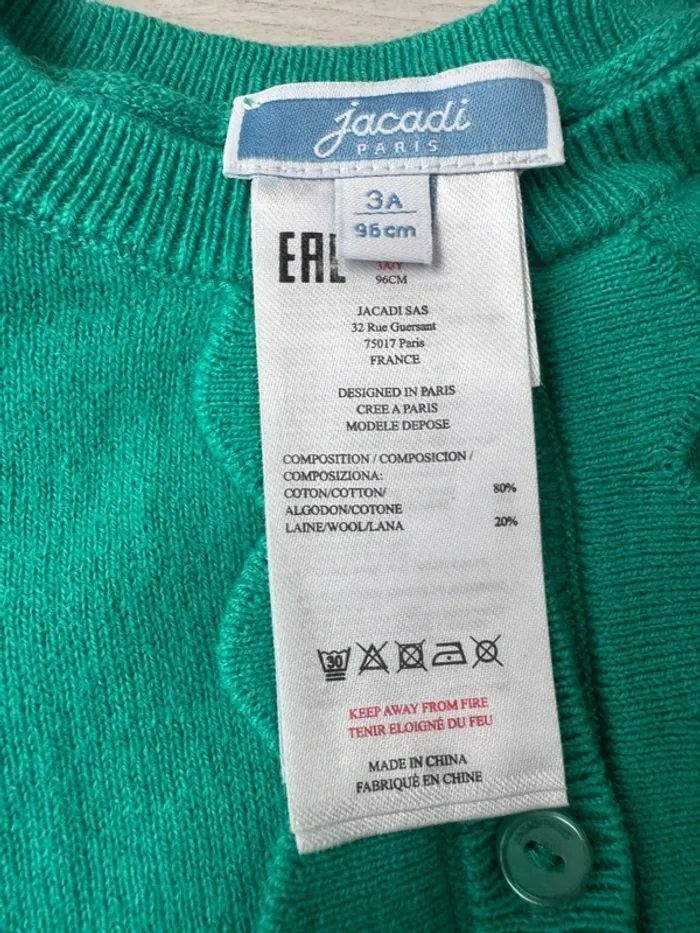 jacadi
PARIS
3A
96cm
EAC
3A/Y
96CM
JACADI SAS
32 Rue Guersant
75017 Paris
FRANCE
DESIGNED IN PARIS
CREE A PARIS
MODELE DEPOSE
COMPOSITION / COMPOSICION /
COMPOSIZIONA:
COTON/COTTON/ 80%
ALGODON/COTONE
LAINE/WOOL/LANA 20%
30
KEEP AWAY FROM FIRE
TENIR ELOIGNÉ DU FEU
MADE IN CHINA
FABRIQUÉ EN CHINE